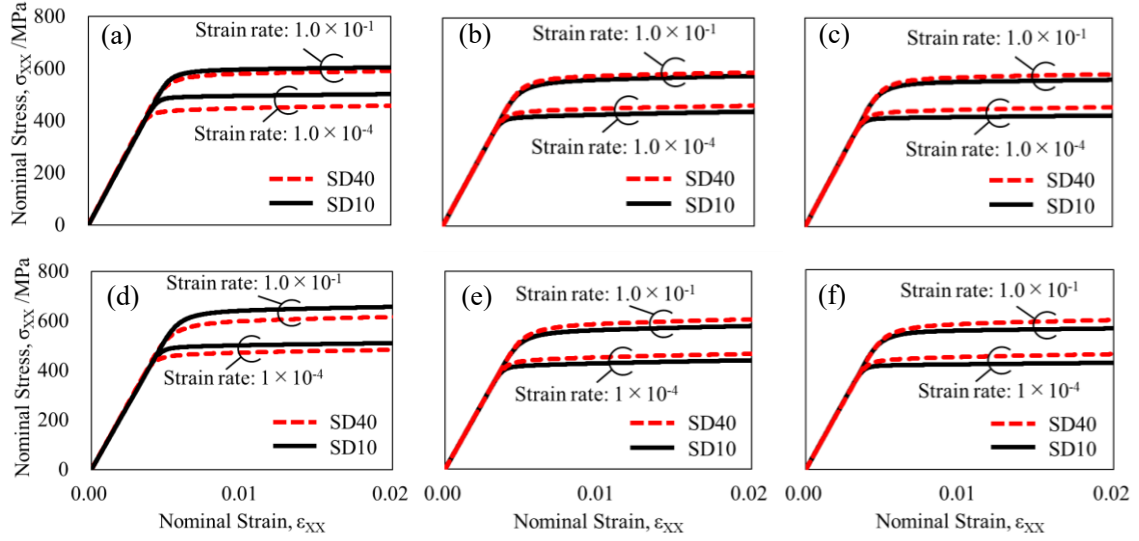 Nominal Stress, σXX /MPa
800
600
400
200
0
(a)
Strain rate: 1.0 × 10-1
Strain rate: 1.0 × 10-4
SD40
SD10
(b)
Strain rate: 1.0 × 10-1
Strain rate: 1.0 × 10-4
SD40
SD10
(c)
Strain rate: 1.0 × 10-1
Strain rate: 1.0 × 10-4
SD40
SD10
Nominal Stress, σXX /MPa
800
600
400
200
0
(d)
Strain rate: 1.0 × 10-1
Strain rate: 1 × 10-4
SD40
SD10
(e)
Strain rate: 1.0 × 10-1
Strain rate: 1 × 10-4
SD40
SD10
(f)
Strain rate: 1.0 × 10-1
Strain rate: 1 × 10-4
SD40
SD10
0.00 0.01 0.02
0.00 0.01 0.02
0.00 0.01 0.02
Nominal Strain, εXX
Nominal Strain, εXX
Nominal Strain, εXX